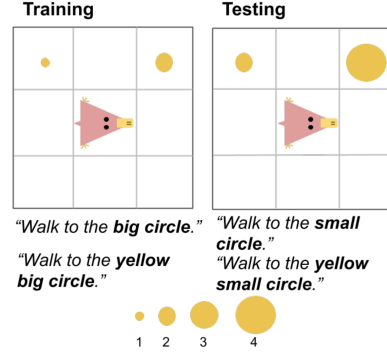 Training
Testing
"Walk to the big circle."
"Walk to the yellow
big circle."
"Walk to the small
circle."
"Walk to the yellow
small circle."
1 2 3 4